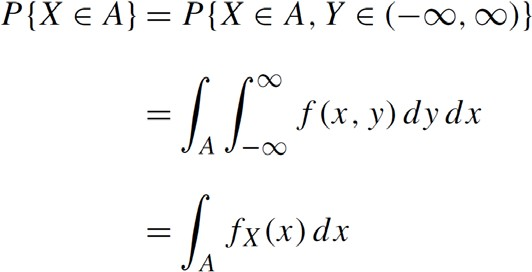 P{X ∈ A} = P{X ∈ A, Y ∈ (−∞, ∞)}
= ∫_A ∫_{−∞}^{∞} f(x, y) dy dx
= ∫_A f_X(x) dx